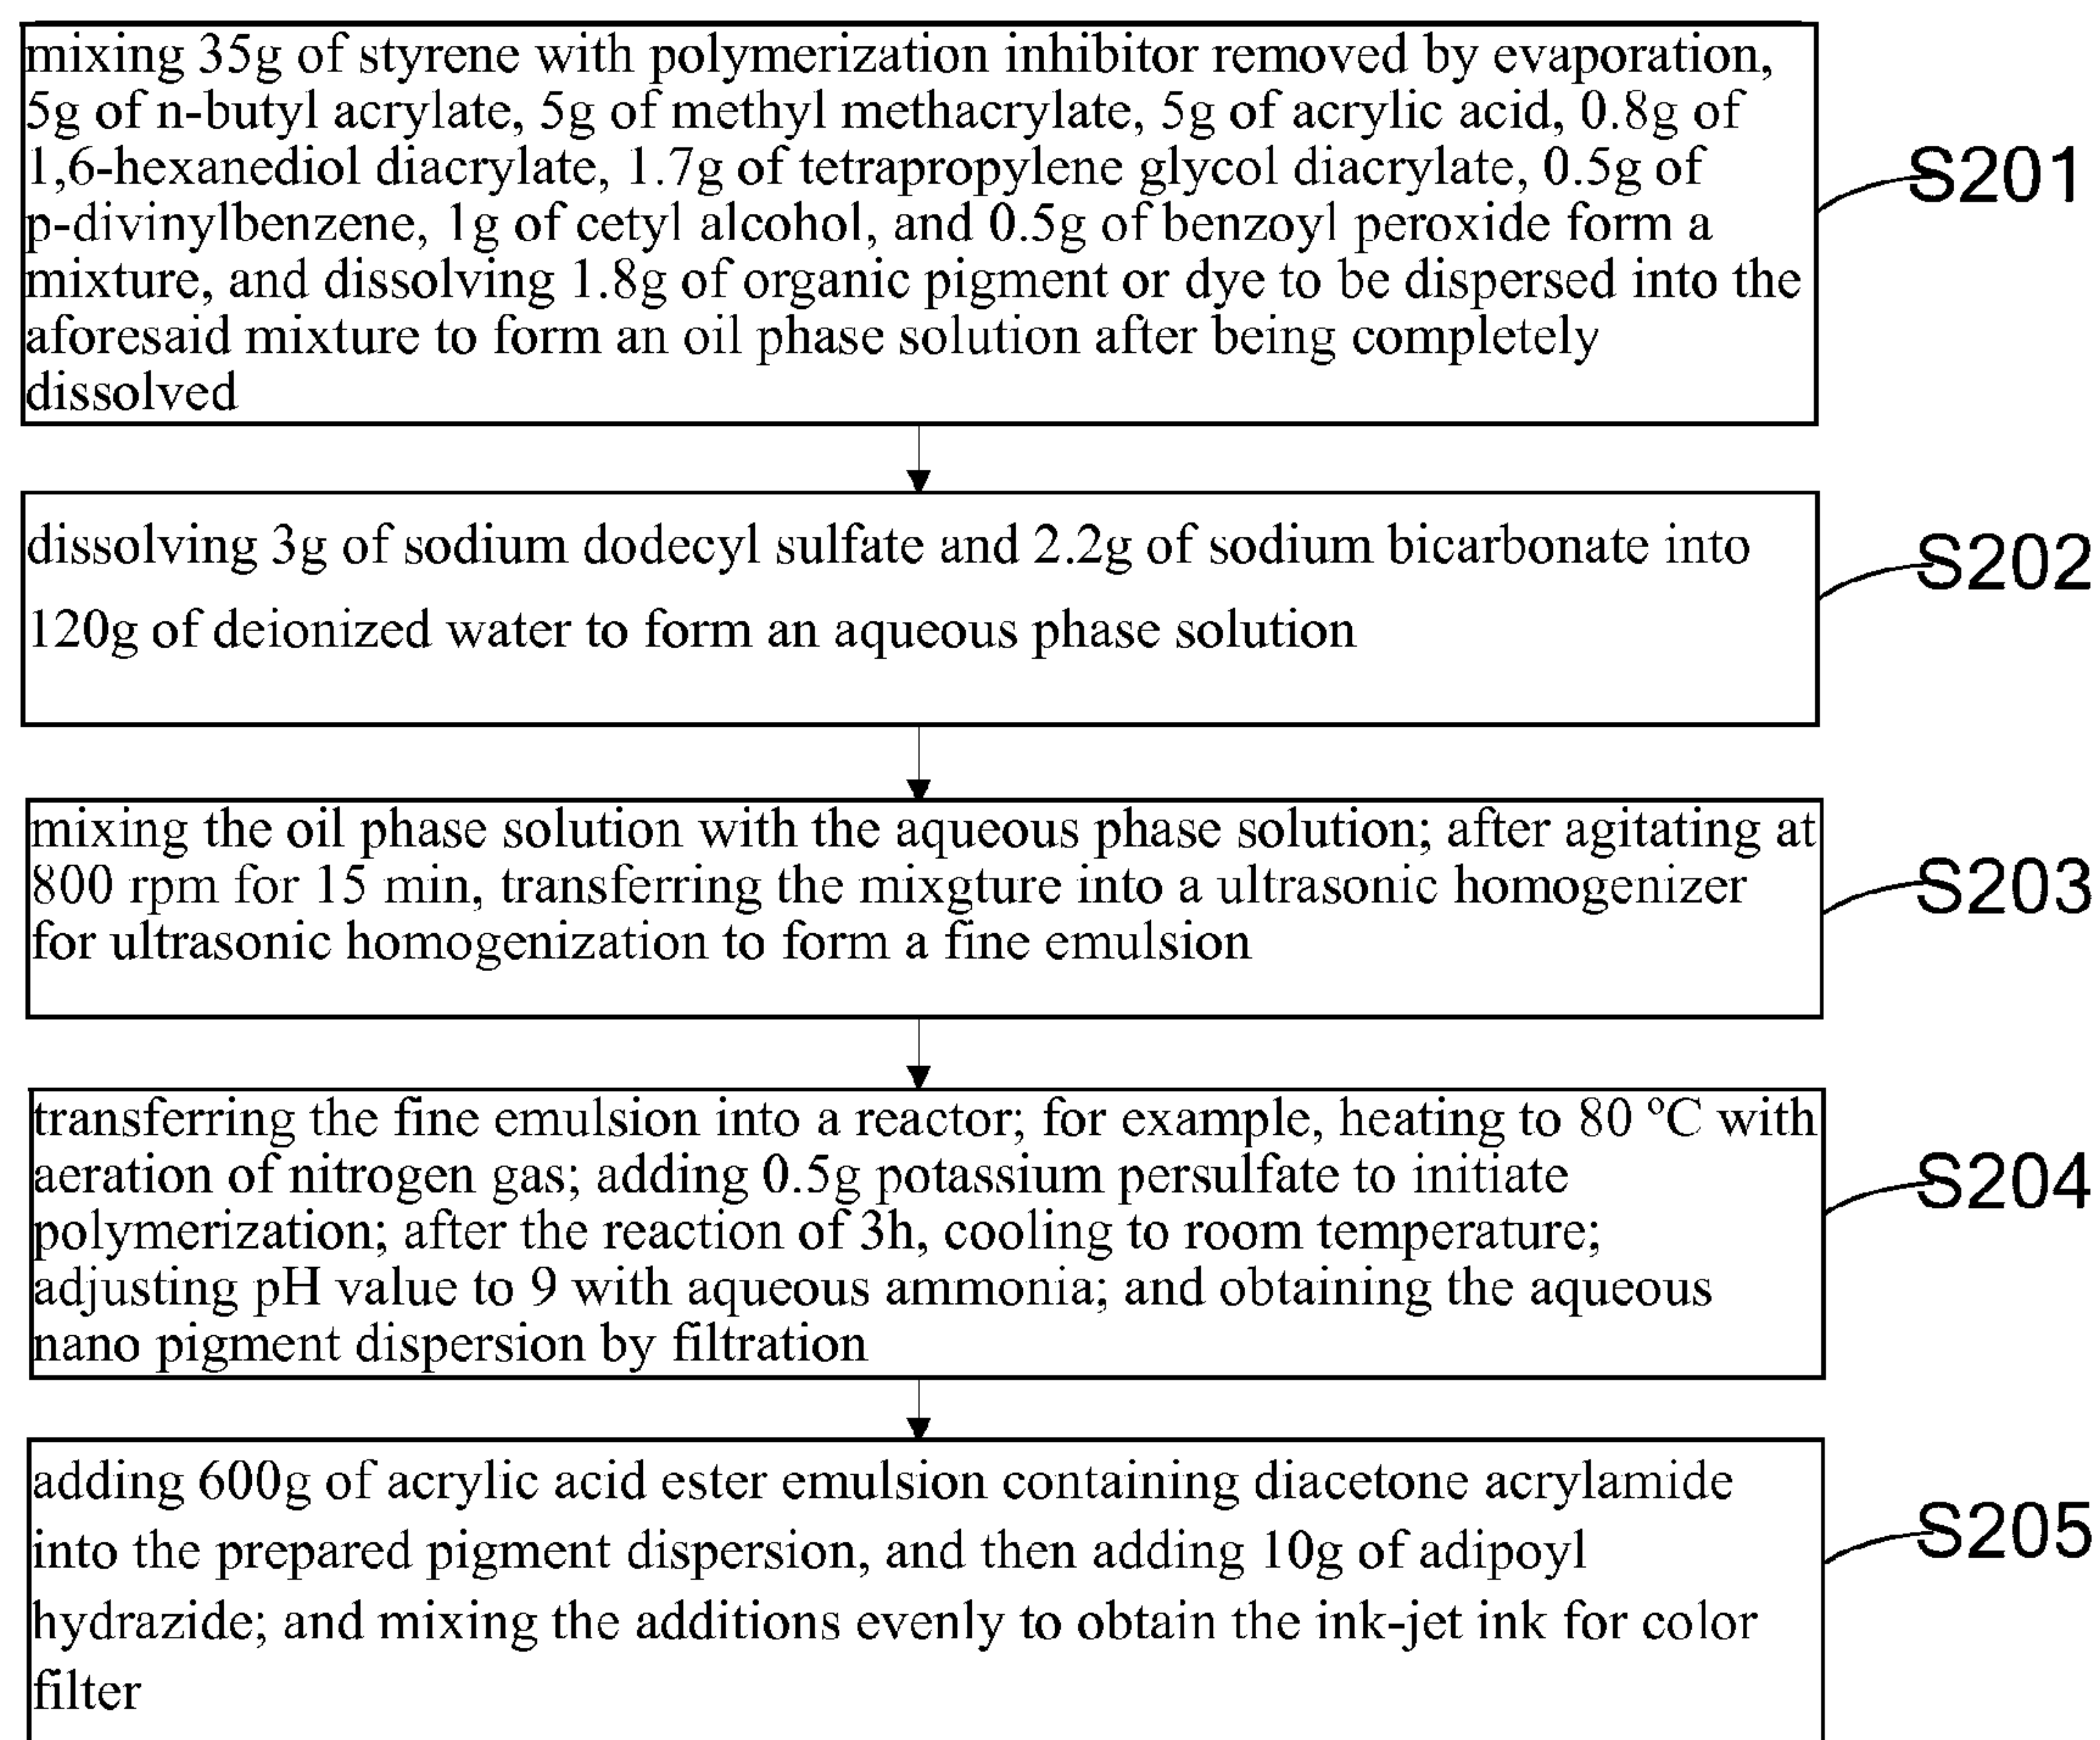 mixing 35g of styrene with polymerization inhibitor removed by evaporation,
5g of n-butyl acrylate, 5g of methyl methacrylate, 5g of acrylic acid, 0.8g of
1,6-hexanediol diacrylate, 1.7g of tetrapropylene glycol diacrylate, 0.5g of
p-divinylbenzene, 1g of cetyl alcohol, and 0.5g of benzoyl peroxide form a
mixture, and dissolving 1.8g of organic pigment or dye to be dispersed into the
aforesaid mixture to form an oil phase solution after being completely
dissolved
S201
dissolving 3g of sodium dodecyl sulfate and 2.2g of sodium bicarbonate into
120g of deionized water to form an aqueous phase solution
S202
mixing the oil phase solution with the aqueous phase solution; after agitating at
800 rpm for 15 min, transferring the mixgture into a ultrasonic homogenizer
for ultrasonic homogenization to form a fine emulsion
S203
transferring the fine emulsion into a reactor; for example, heating to 80 ºC with
aeration of nitrogen gas; adding 0.5g potassium persulfate to initiate
polymerization; after the reaction of 3h, cooling to room temperature;
adjusting pH value to 9 with aqueous ammonia; and obtaining the aqueous
nano pigment dispersion by filtration
S204
adding 600g of acrylic acid ester emulsion containing diacetone acrylamide
into the prepared pigment dispersion, and then adding 10g of adipoyl
hydrazide; and mixing the additions evenly to obtain the ink-jet ink for color
filter
S205